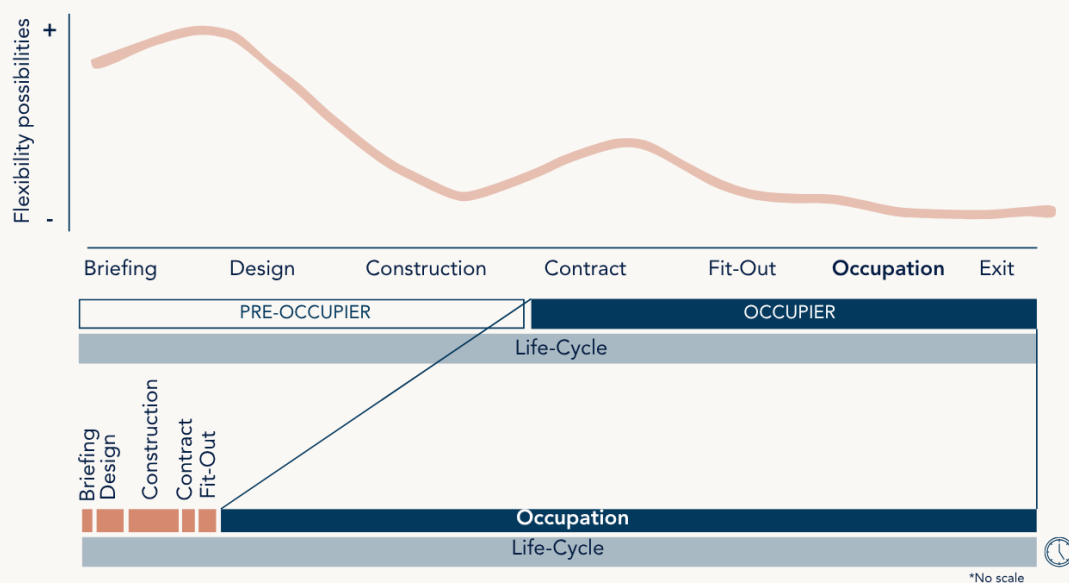 Flexibility possibilities
+
-
Briefing Design Construction Contract Fit-Out Occupation Exit
PRE-OCCUPIER OCCUPIER
Life-Cycle
Briefing
Design
Construction
Contract
Fit-Out
Occupation
Life-Cycle
*No scale